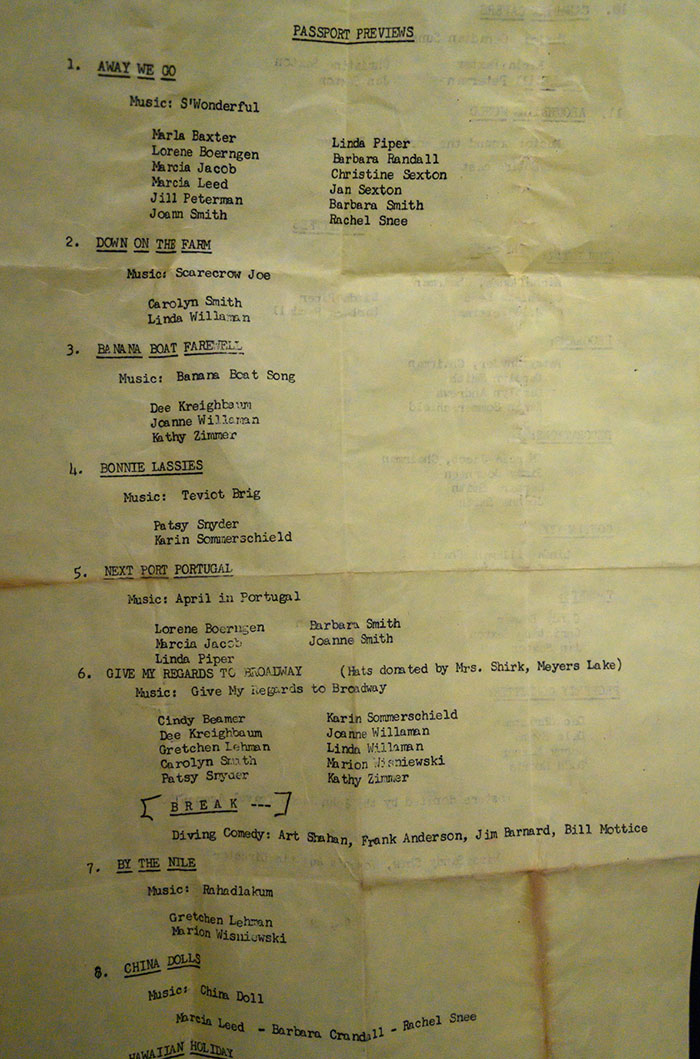 PASSPORT PREVIEWS
1. AWAY WE GO
Music: S'Wonderful
Marla Baxter
Lorene Boerngen
Marcia Jacob
Marcia Leed
Jill Peterman
Joann Smith
Linda Piper
Barbara Randall
Christine Sexton
Jan Sexton
Barbara Smith
Rachel Snee
2. DOWN ON THE FARM
Music: Scarecrow Joe
Carolyn Smith
Linda Willaman
3. BANANA BOAT FAREWELL
Music: Banana Boat Song
Dee Kreighbaum
Joanne Willaman
Kathy Zimmer
4. BONNIE LASSIES
Music: Teviot Brig
Patsy Snyder
Karin Sommerschield
5. NEXT PORT PORTUGAL
Music: April in Portugal
Lorene Boerngen
Marcia Jacob
Linda Piper
Barbara Smith
Joanne Smith
6. GIVE MY REGARDS TO BROADWAY (Hats donated by Mrs. Shirk, Meyers Lake)
Music: Give My Regards to Broadway
Cindy Beamer
Dee Kreighbaum
Gretchen Lehman
Carolyn Smith
Patsy Snyder
Karin Sommerschield
Joanne Willaman
Linda Willaman
Marion Wisniewski
Kathy Zimmer
[ B R E A K ---]
Diving Comedy: Art Shahan, Frank Anderson, Jim Barnard, Bill Mottice
7. BY THE NILE
Music: Rahadlakum
Gretchen Lehman
Marion Wisniewski
8. CHINA DOLLS
Music: China Doll
Marcia Leed - Barbara Crandall - Rachel Snee
HAWAIIAN HOLIDAY